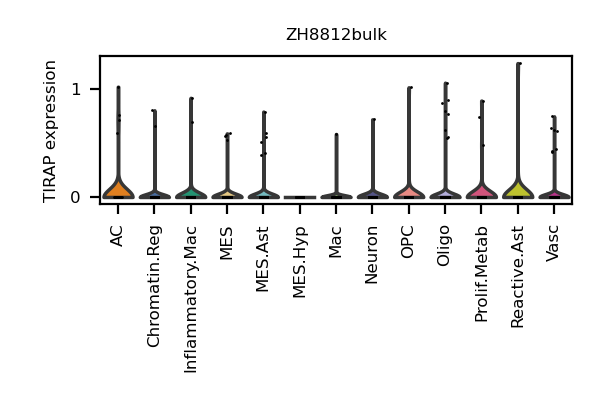 ZH8812bulk
TIRAP expression
1
0
AC
Chromatin.Reg
Inflammatory.Mac
MES
MES.Ast
MES.Hyp
Mac
Neuron
OPC
Oligo
Prolif.Metab
Reactive.Ast
Vasc